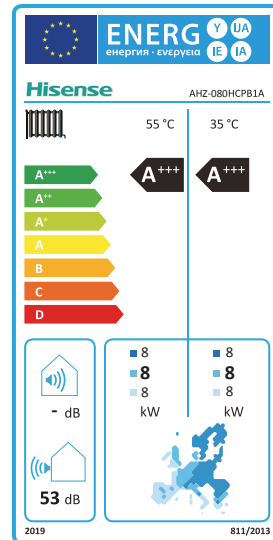 ENERG Y UA
енергия · ενεργεια IE IA
Hisense AHZ-080HCPB1A
55 °C 35 °C
A+++ A+++ A+++
A++
A+
A
B
C
D
8 8
8 8
8 8
- dB kW kW
53 dB
2019 811/2013